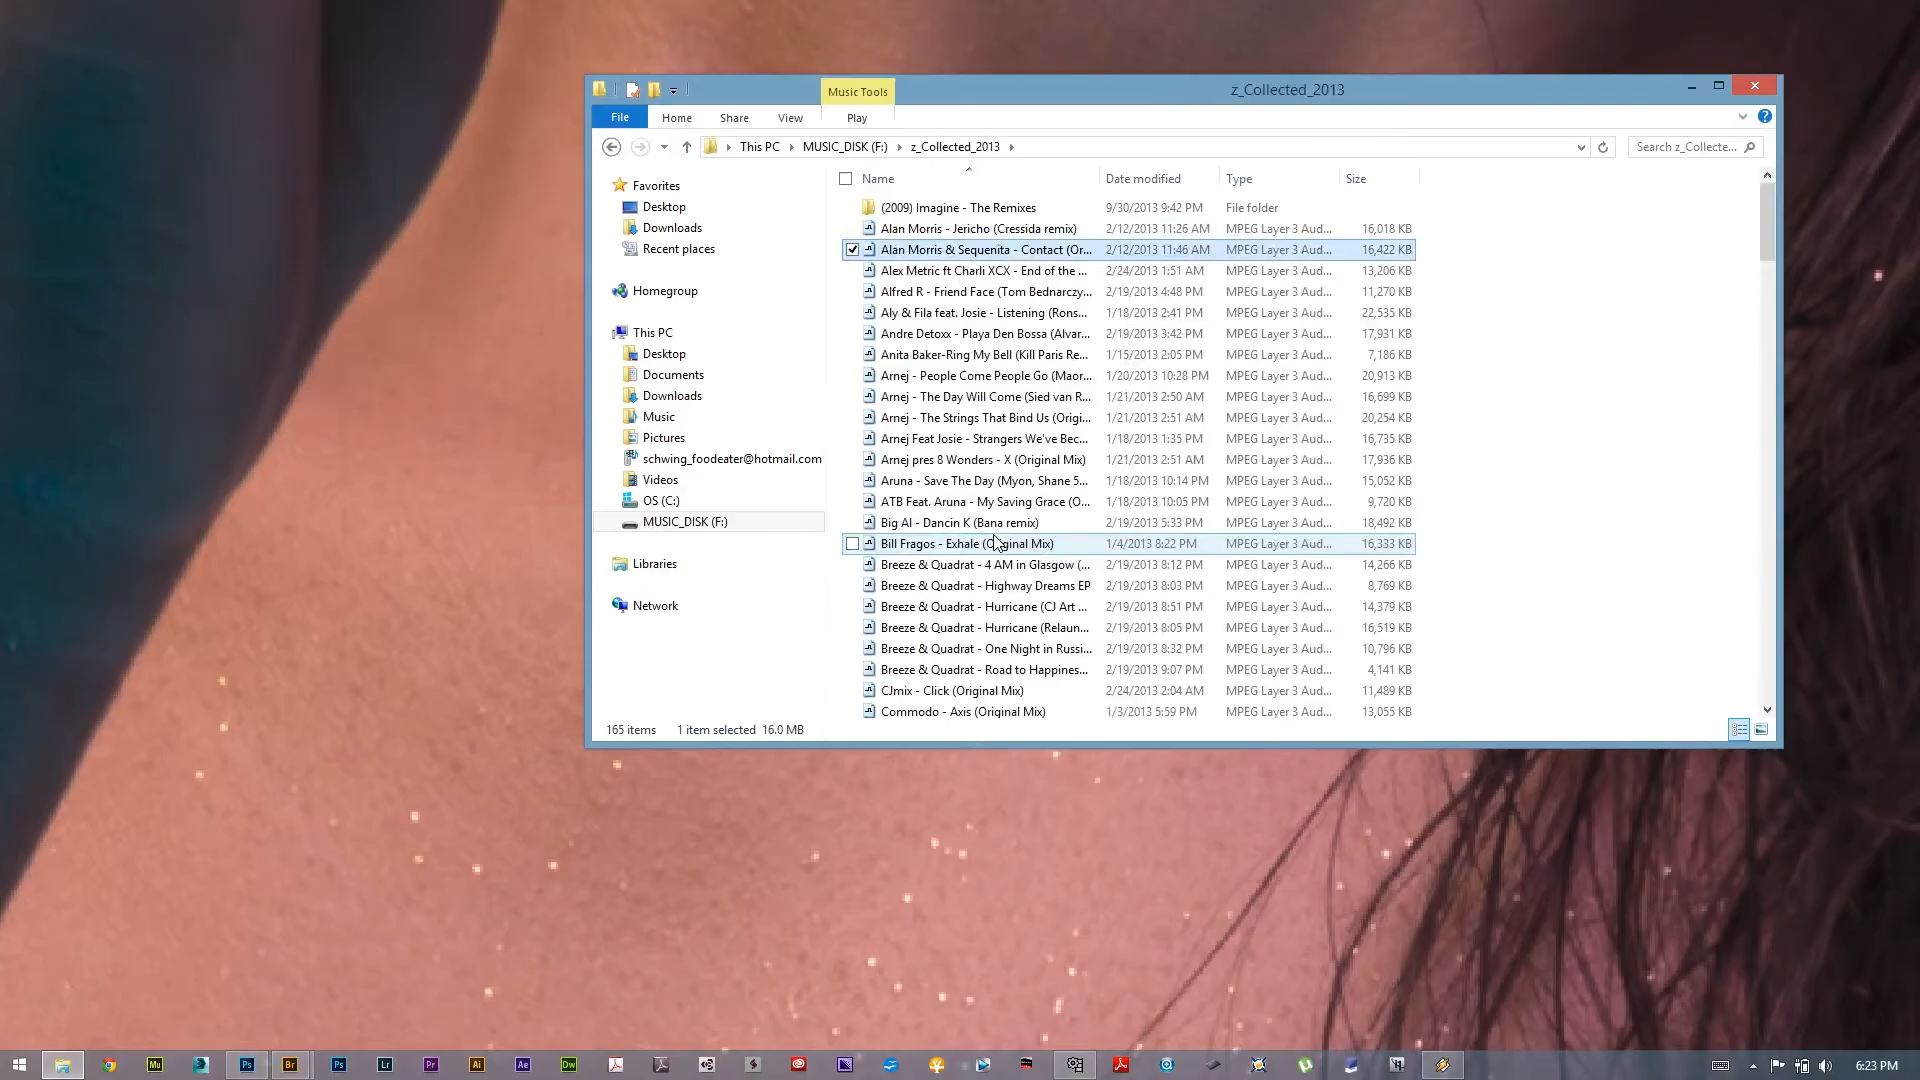 Music Tools
z_Collected_2013
File Home Share View Play
This PC MUSIC_DISK (F:) z_Collected_2013 Search z_Collecte...
Name Date modified Type Size
Favorites
Desktop
Downloads
Recent places
Homegroup
This PC
Desktop
Documents
Downloads
Music
Pictures
schwing_foodeater@hotmail.com
Videos
OS (C:)
MUSIC_DISK (F:)
Libraries
Network
(2009) Imagine - The Remixes 9/30/2013 9:42 PM File folder
Alan Morris - Jericho (Cressida remix) 2/12/2013 11:26 AM MPEG Layer 3 Aud... 16,018 KB
Alan Morris & Sequenita - Contact (Or... 2/12/2013 11:46 AM MPEG Layer 3 Aud... 16,422 KB
Alex Metric ft Charli XCX - End of the ... 2/24/2013 1:51 AM MPEG Layer 3 Aud... 13,206 KB
Alfred R - Friend Face (Tom Bednarczy... 2/19/2013 4:48 PM MPEG Layer 3 Aud... 11,270 KB
Aly & Fila feat. Josie - Listening (Rons... 1/18/2013 2:41 PM MPEG Layer 3 Aud... 22,535 KB
Andre Detoxx - Playa Den Bossa (Alvar... 2/19/2013 3:42 PM MPEG Layer 3 Aud... 17,931 KB
Anita Baker-Ring My Bell (Kill Paris Re... 1/15/2013 2:05 PM MPEG Layer 3 Aud... 7,186 KB
Arnej - People Come People Go (Maor... 1/20/2013 10:28 PM MPEG Layer 3 Aud... 20,913 KB
Arnej - The Day Will Come (Sied van R... 1/21/2013 2:50 AM MPEG Layer 3 Aud... 16,699 KB
Arnej - The Strings That Bind Us (Origi... 1/21/2013 2:51 AM MPEG Layer 3 Aud... 20,254 KB
Arnej Feat Josie - Strangers We've Bec... 1/18/2013 1:35 PM MPEG Layer 3 Aud... 16,735 KB
Arnej pres 8 Wonders - X (Original Mix) 1/21/2013 2:51 AM MPEG Layer 3 Aud... 17,936 KB
Aruna - Save The Day (Myon, Shane 5... 1/18/2013 10:14 PM MPEG Layer 3 Aud... 15,052 KB
ATB Feat. Aruna - My Saving Grace (O... 1/18/2013 10:05 PM MPEG Layer 3 Aud... 9,720 KB
Big Al - Dancin K (Bana remix) 2/19/2013 5:33 PM MPEG Layer 3 Aud... 18,492 KB
Bill Fragos - Exhale (Original Mix) 1/4/2013 8:22 PM MPEG Layer 3 Aud... 16,333 KB
Breeze & Quadrat - 4 AM in Glasgow (... 2/19/2013 8:12 PM MPEG Layer 3 Aud... 14,266 KB
Breeze & Quadrat - Highway Dreams EP 2/19/2013 8:03 PM MPEG Layer 3 Aud... 8,769 KB
Breeze & Quadrat - Hurricane (CJ Art ... 2/19/2013 8:51 PM MPEG Layer 3 Aud... 14,379 KB
Breeze & Quadrat - Hurricane (Relaun... 2/19/2013 8:05 PM MPEG Layer 3 Aud... 16,519 KB
Breeze & Quadrat - One Night in Russi... 2/19/2013 8:32 PM MPEG Layer 3 Aud... 10,796 KB
Breeze & Quadrat - Road to Happines... 2/19/2013 9:07 PM MPEG Layer 3 Aud... 4,141 KB
CJmix - Click (Original Mix) 2/24/2013 2:04 AM MPEG Layer 3 Aud... 11,489 KB
Commodo - Axis (Original Mix) 1/3/2013 5:59 PM MPEG Layer 3 Aud... 13,055 KB
165 items 1 item selected 16.0 MB
Mu Ps Br Ps Lr Pr Ai Ae Dw 6:23 PM